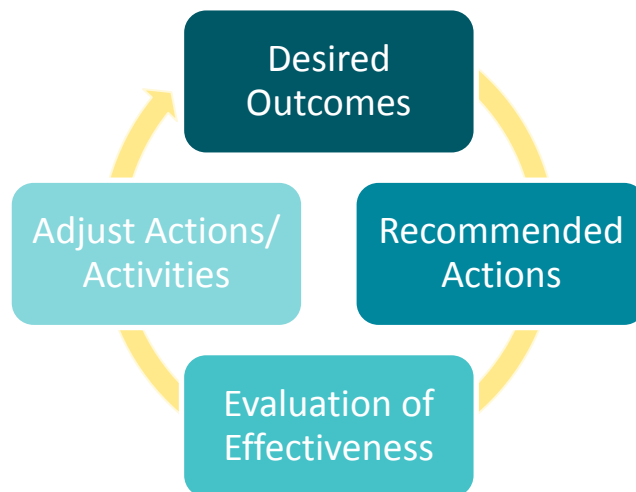 Desired
Outcomes
Recommended
Actions
Evaluation of
Effectiveness
Adjust Actions/
Activities